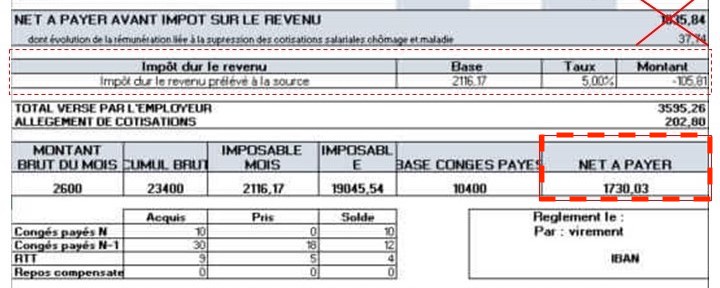 NET A PAYER AVANT IMPOT SUR LE REVENU 1835,84
dont évolution de la rémunération liée à la supression des cotisations salariales chômage et maladie 37,74
Impôt dur le revenu Base Taux Montant
Impôt dur le revenu prélévé à la source 2116.17 5,00% -105,81
TOTAL VERSE PAR L'EMPLOYEUR 3595,26
ALLEGEMENT DE COTISATIONS 202,80
MONTANT IMPOSABLE IMPOSABL
BRUT DU MOIS CUMUL BRUT MOIS E BASE CONGES PAYES NET A PAYER
2600 23400 2116,17 19045,54 10400 1730,03
Acquis Pris Solde
Congés payés N 10 0 10
Congés payés N-1 30 18 12
RTT 9 5 4
Repos compensate 0 0 0
Reglement le :
Par : virement
IBAN